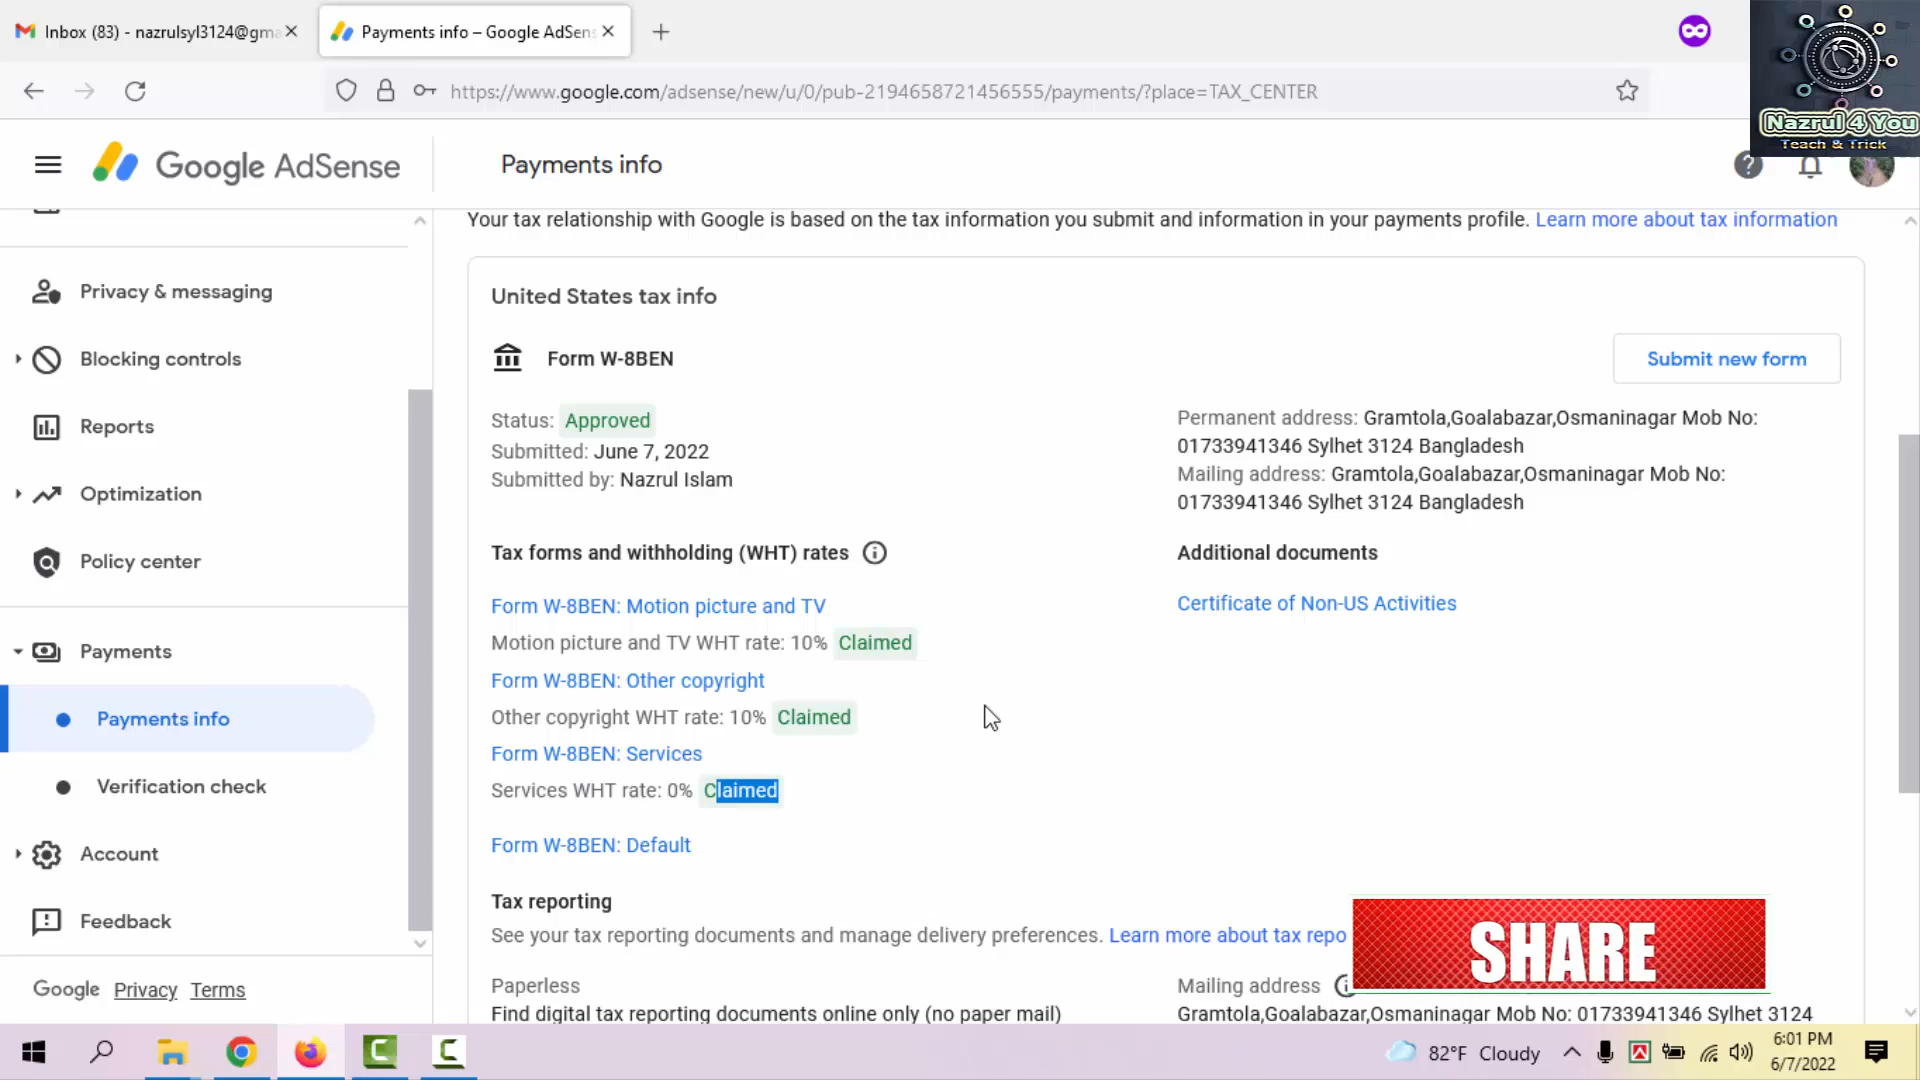 Inbox (83) - nazrulsyl3124@gma
Payments info – Google AdSens
https://www.google.com/adsense/new/u/0/pub-2194658721456555/payments/?place=TAX_CENTER
Nazrul 4 You
Teach & Trick
Google AdSense
Payments info
Your tax relationship with Google is based on the tax information you submit and information in your payments profile. Learn more about tax information
Privacy & messaging
Blocking controls
Reports
Optimization
Policy center
Payments
Payments info
Verification check
Account
Feedback
Google Privacy Terms
United States tax info
Form W-8BEN
Submit new form
Status: Approved
Submitted: June 7, 2022
Submitted by: Nazrul Islam
Permanent address: Gramtola,Goalabazar,Osmaninagar Mob No:
01733941346 Sylhet 3124 Bangladesh
Mailing address: Gramtola,Goalabazar,Osmaninagar Mob No:
01733941346 Sylhet 3124 Bangladesh
Tax forms and withholding (WHT) rates
Form W-8BEN: Motion picture and TV
Motion picture and TV WHT rate: 10% Claimed
Form W-8BEN: Other copyright
Other copyright WHT rate: 10% Claimed
Form W-8BEN: Services
Services WHT rate: 0% Claimed
Form W-8BEN: Default
Additional documents
Certificate of Non-US Activities
Tax reporting
See your tax reporting documents and manage delivery preferences. Learn more about tax repo
Paperless
Find digital tax reporting documents online only (no paper mail)
Mailing address
Gramtola,Goalabazar,Osmaninagar Mob No: 01733941346 Sylhet 3124
SHARE
82°F Cloudy
6:01 PM
6/7/2022